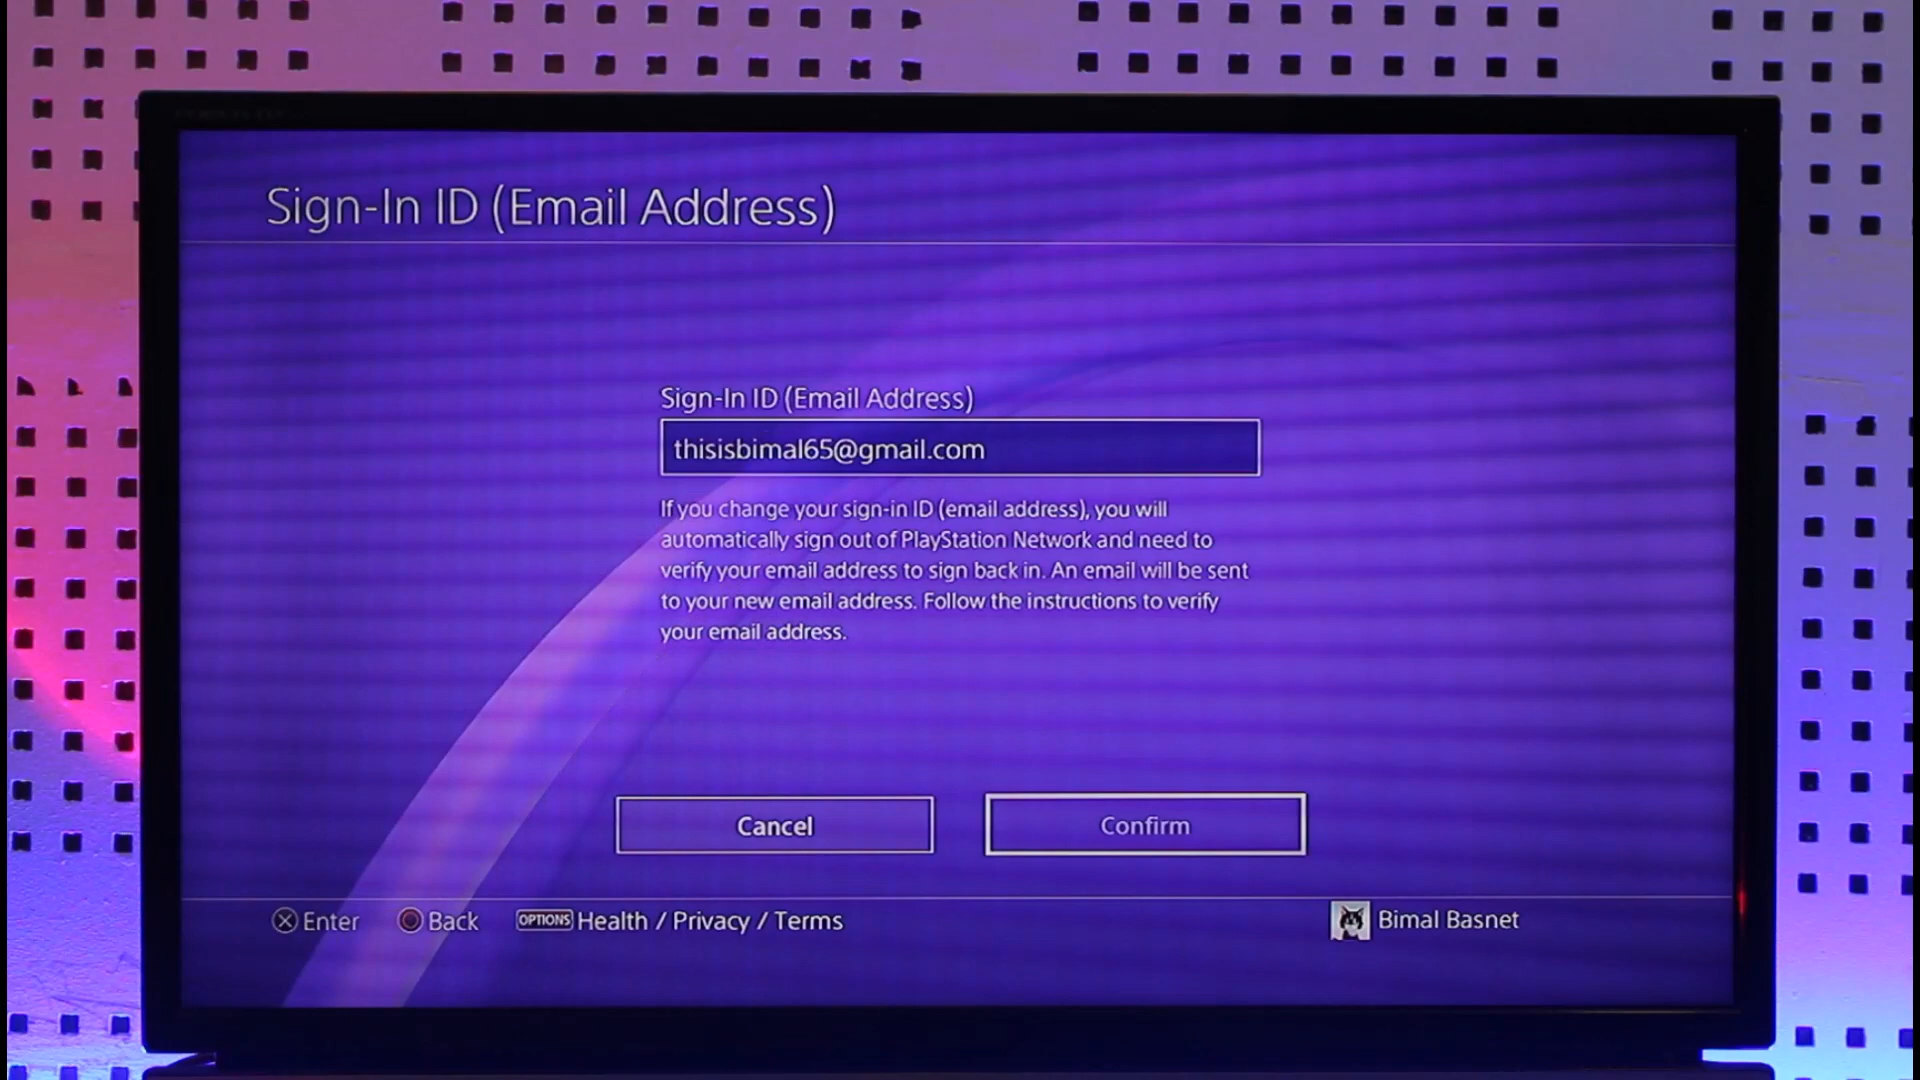 Sign-In ID (Email Address)
Sign-In ID (Email Address)
thisisbimal65@gmail.com
If you change your sign-in ID (email address), you will
automatically sign out of PlayStation Network and need to
verify your email address to sign back in. An email will be sent
to your new email address. Follow the instructions to verify
your email address.
Cancel
Confirm
Enter
Back
OPTIONS Health / Privacy / Terms
Bimal Basnet